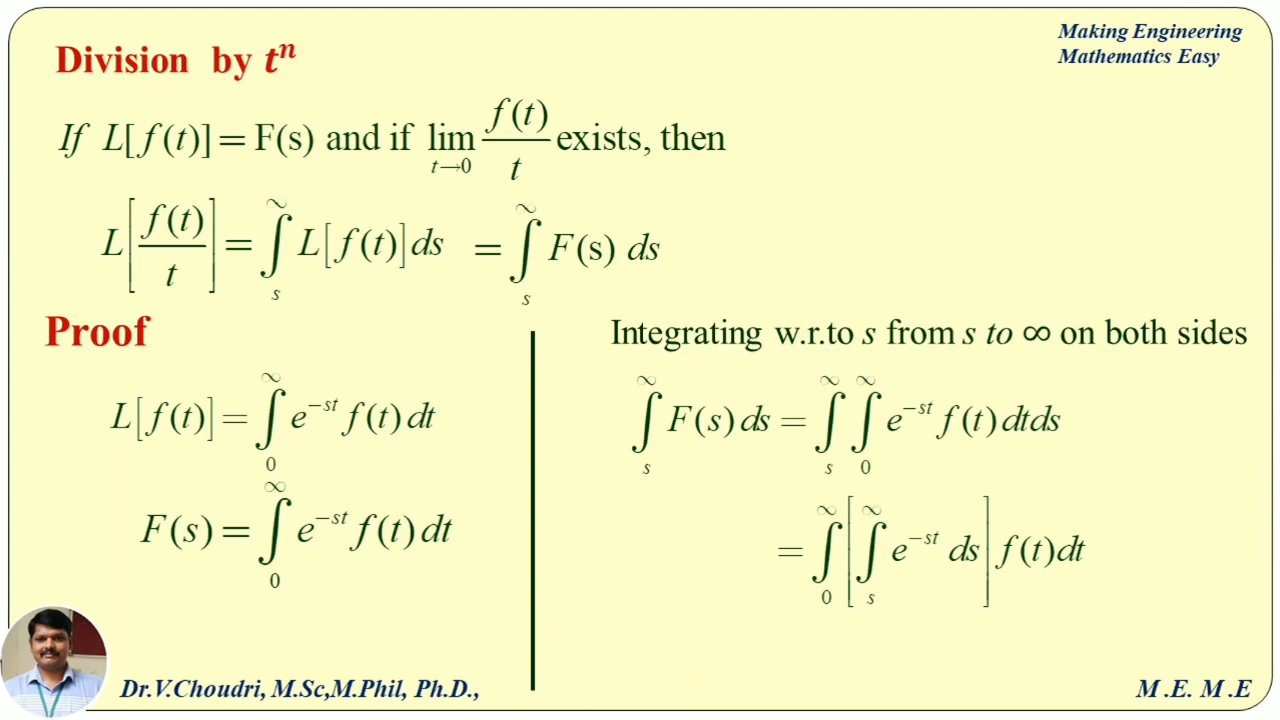 Making Engineering
Mathematics Easy
Division by tⁿ
If L[f(t)] = F(s) and if lim_{t→0} f(t)/t exists, then
L[f(t)/t] = ∫_s^∞ L[f(t)] ds = ∫_s^∞ F(s) ds
Proof
L[f(t)] = ∫_0^∞ e^{-st} f(t) dt
F(s) = ∫_0^∞ e^{-st} f(t) dt
Integrating w.r.to s from s to ∞ on both sides
∫_s^∞ F(s) ds = ∫_s^∞ ∫_0^∞ e^{-st} f(t) dtds
= ∫_0^∞ [∫_s^∞ e^{-st} ds] f(t)dt
Dr.V.Choudri, M.Sc,M.Phil, Ph.D.,
M .E. M .E